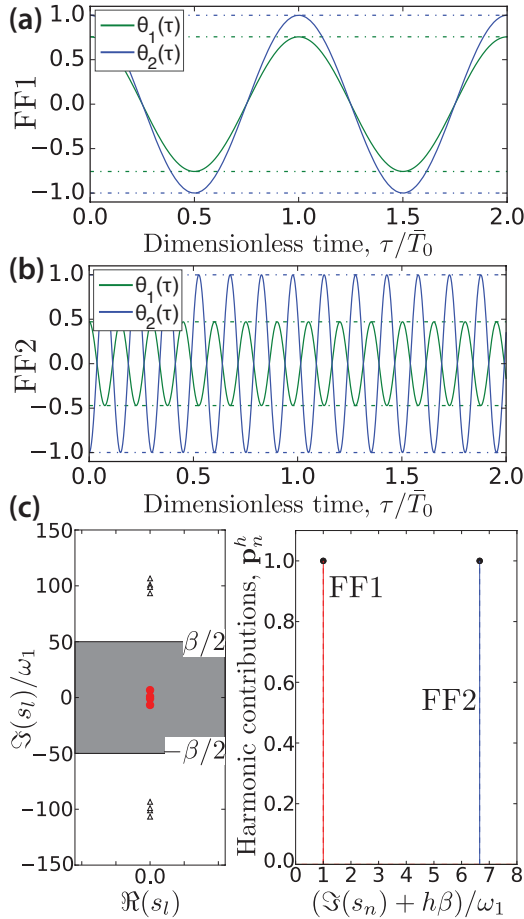 (a)
1.0
0.5
0.0
−0.5
−1.0
FF1
θ₁(τ)
θ₂(τ)
0.0 0.5 1.0 1.5 2.0
Dimensionless time, τ/T̄₀
(b)
1.0
0.5
0.0
−0.5
−1.0
FF2
θ₁(τ)
θ₂(τ)
0.0 0.5 1.0 1.5 2.0
Dimensionless time, τ/T̄₀
(c)
150
100
50
0
−50
−100
−150
ℑ(sₗ)/ω₁
β/2
β/2
0.0
ℜ(sₗ)
Harmonic contributions, 𝐩ₙʰ
1.0
0.8
0.6
0.4
0.2
0.0
FF1
FF2
0 1 2 3 4 5 6 7 8
(ℑ(sₙ) + hβ)/ω₁